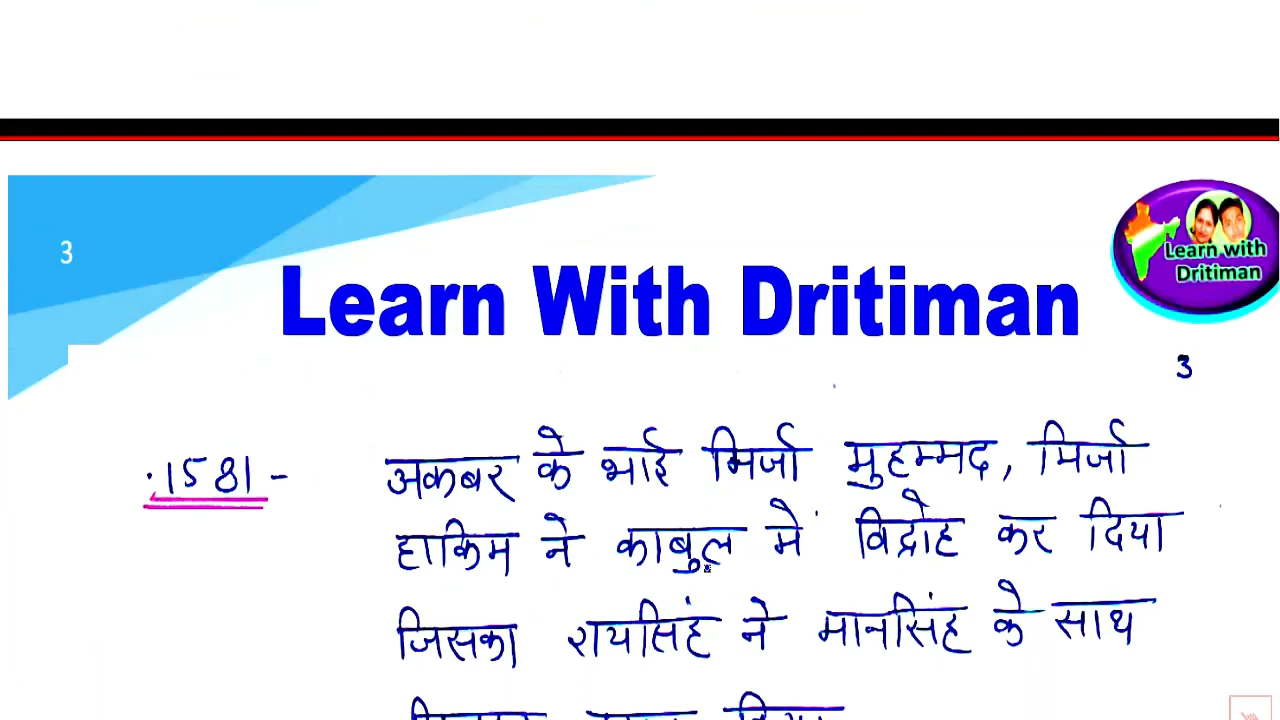 3
Learn with
Dritiman
Learn With Dritiman
3
.1581- अकबर के भाई मिर्जा मुहम्मद, मिर्जा
हाकिम ने काबुल में विद्रोह कर दिया
जिसका रायसिहं ने मानसिंह के साथ